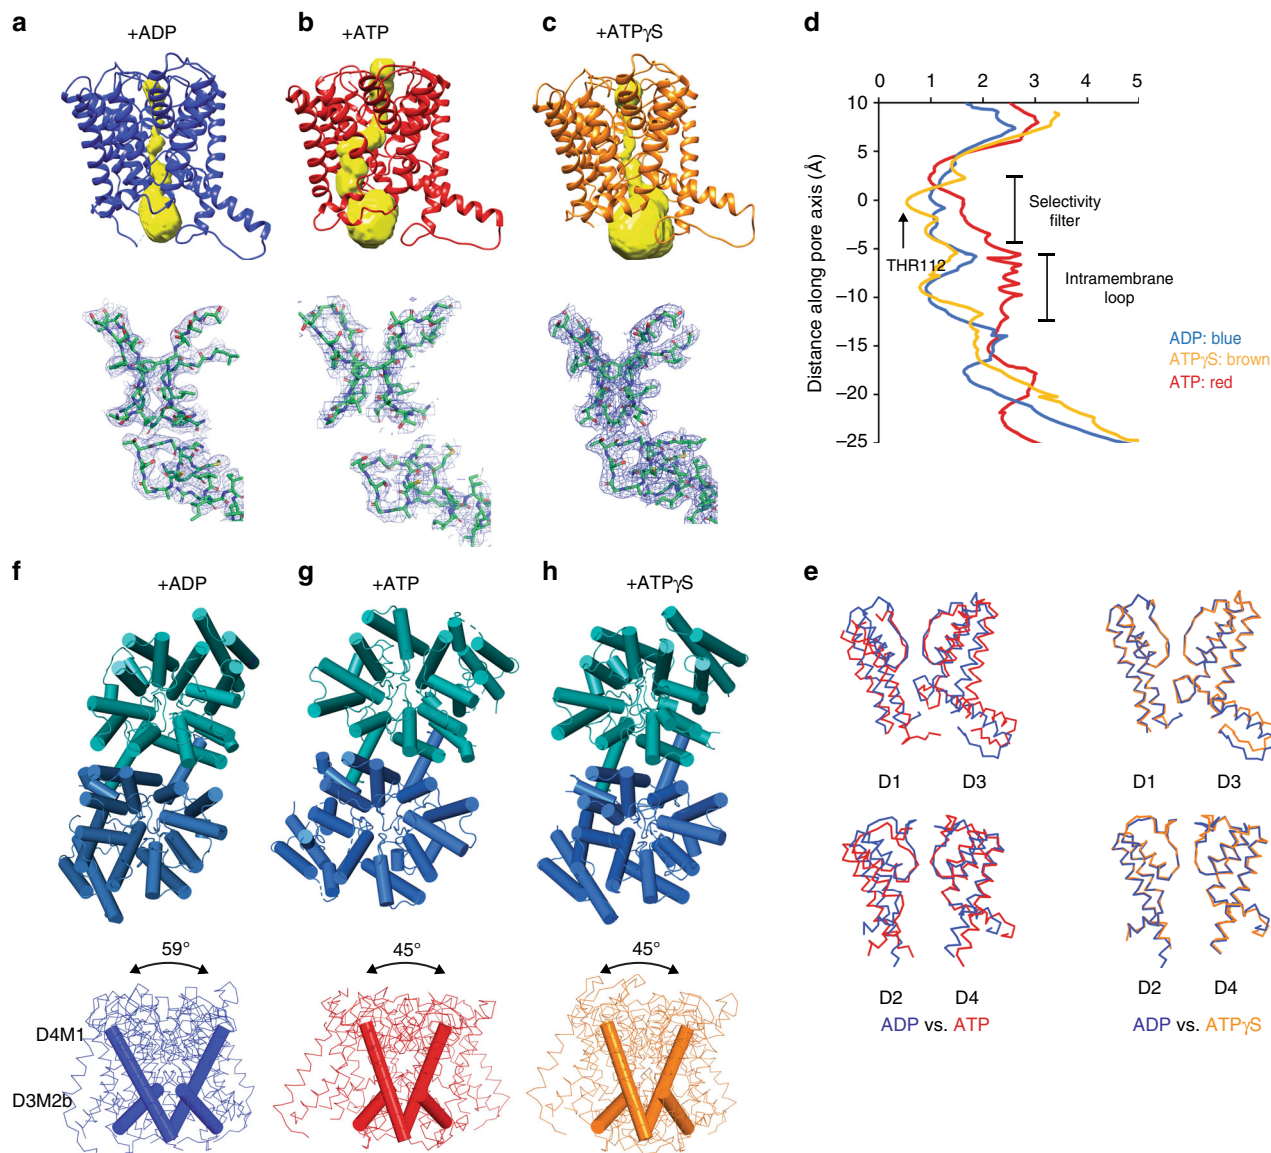 a
+ADP
b
+ATP
c
+ATPγS
d
0 1 2 3 4 5
10
5
0
−5
−10
−15
−20
−25
Distance along pore axis (Å)
THR112
Selectivity
filter
Intramembrane
loop
ADP: blue
ATPγS: brown
ATP: red
f
+ADP
g
+ATP
h
+ATPγS
59°
45°
45°
D4M1
D3M2b
e
D1 D3
D1 D3
D2 D4
D2 D4
ADP vs. ATP
ADP vs. ATPγS